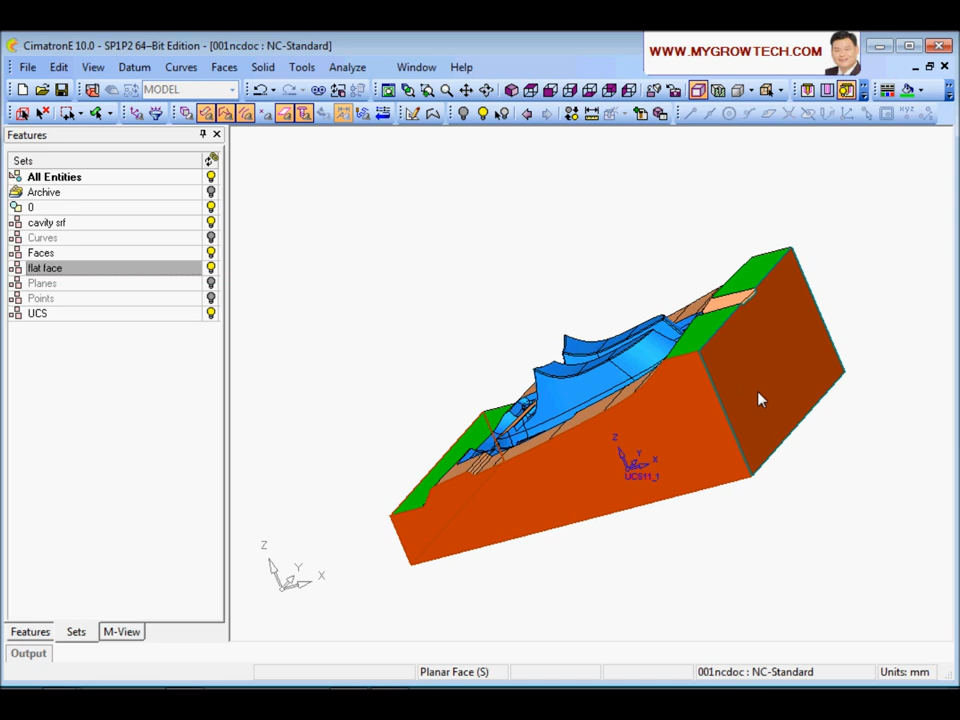 CimatronE 10.0 - SP1P2 64-Bit Edition - [001ncdoc : NC-Standard]
WWW.MYGROWTECH.COM
File Edit View Datum Curves Faces Solid Tools Analyze Window Help
MODEL
Features
Sets
All Entities
Archive
0
cavity srf
Curves
Faces
flat face
Planes
Points
UCS
Z
Y
X
UCS11_1
Z
Y
X
Features Sets M-View
Output
Planar Face (S) 001ncdoc : NC-Standard Units: mm